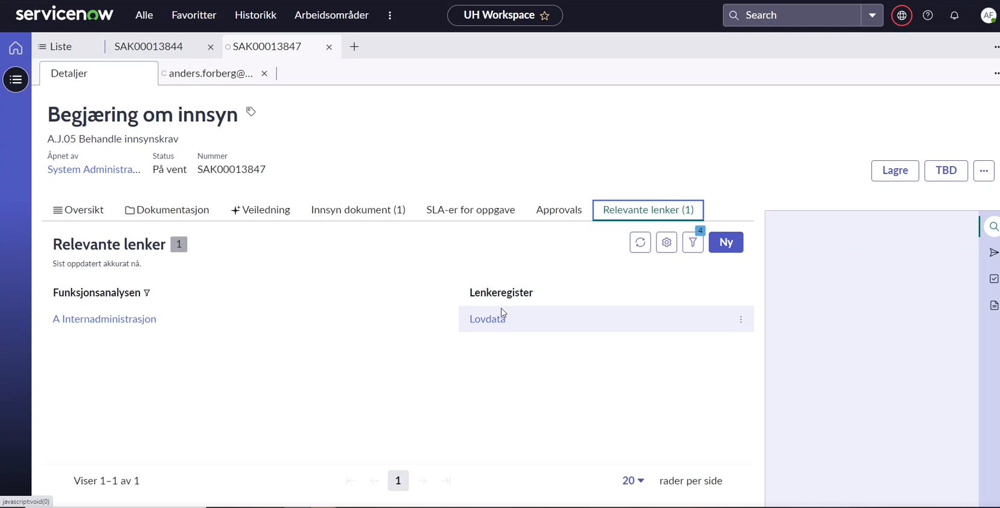 servicenow Alle Favoritter Historikk Arbeidsområder UH Workspace Search AF
Liste SAK00013844 SAK00013847
Detaljer anders.forberg@...
Begjæring om innsyn
A.J.05 Behandle innsynskrav
Åpnet av Status Nummer
System Administra... På vent SAK00013847
Lagre TBD
Oversikt Dokumentasjon Veiledning Innsyn dokument (1) SLA-er for oppgave Approvals Relevante lenker (1)
4
Relevante lenker 1
Ny
Sist oppdatert akkurat nå.
Funksjonsanalysen Lenkeregister
A Internadministrasjon Lovdata
Viser 1–1 av 1 1 20 rader per side
javascript:void(0)